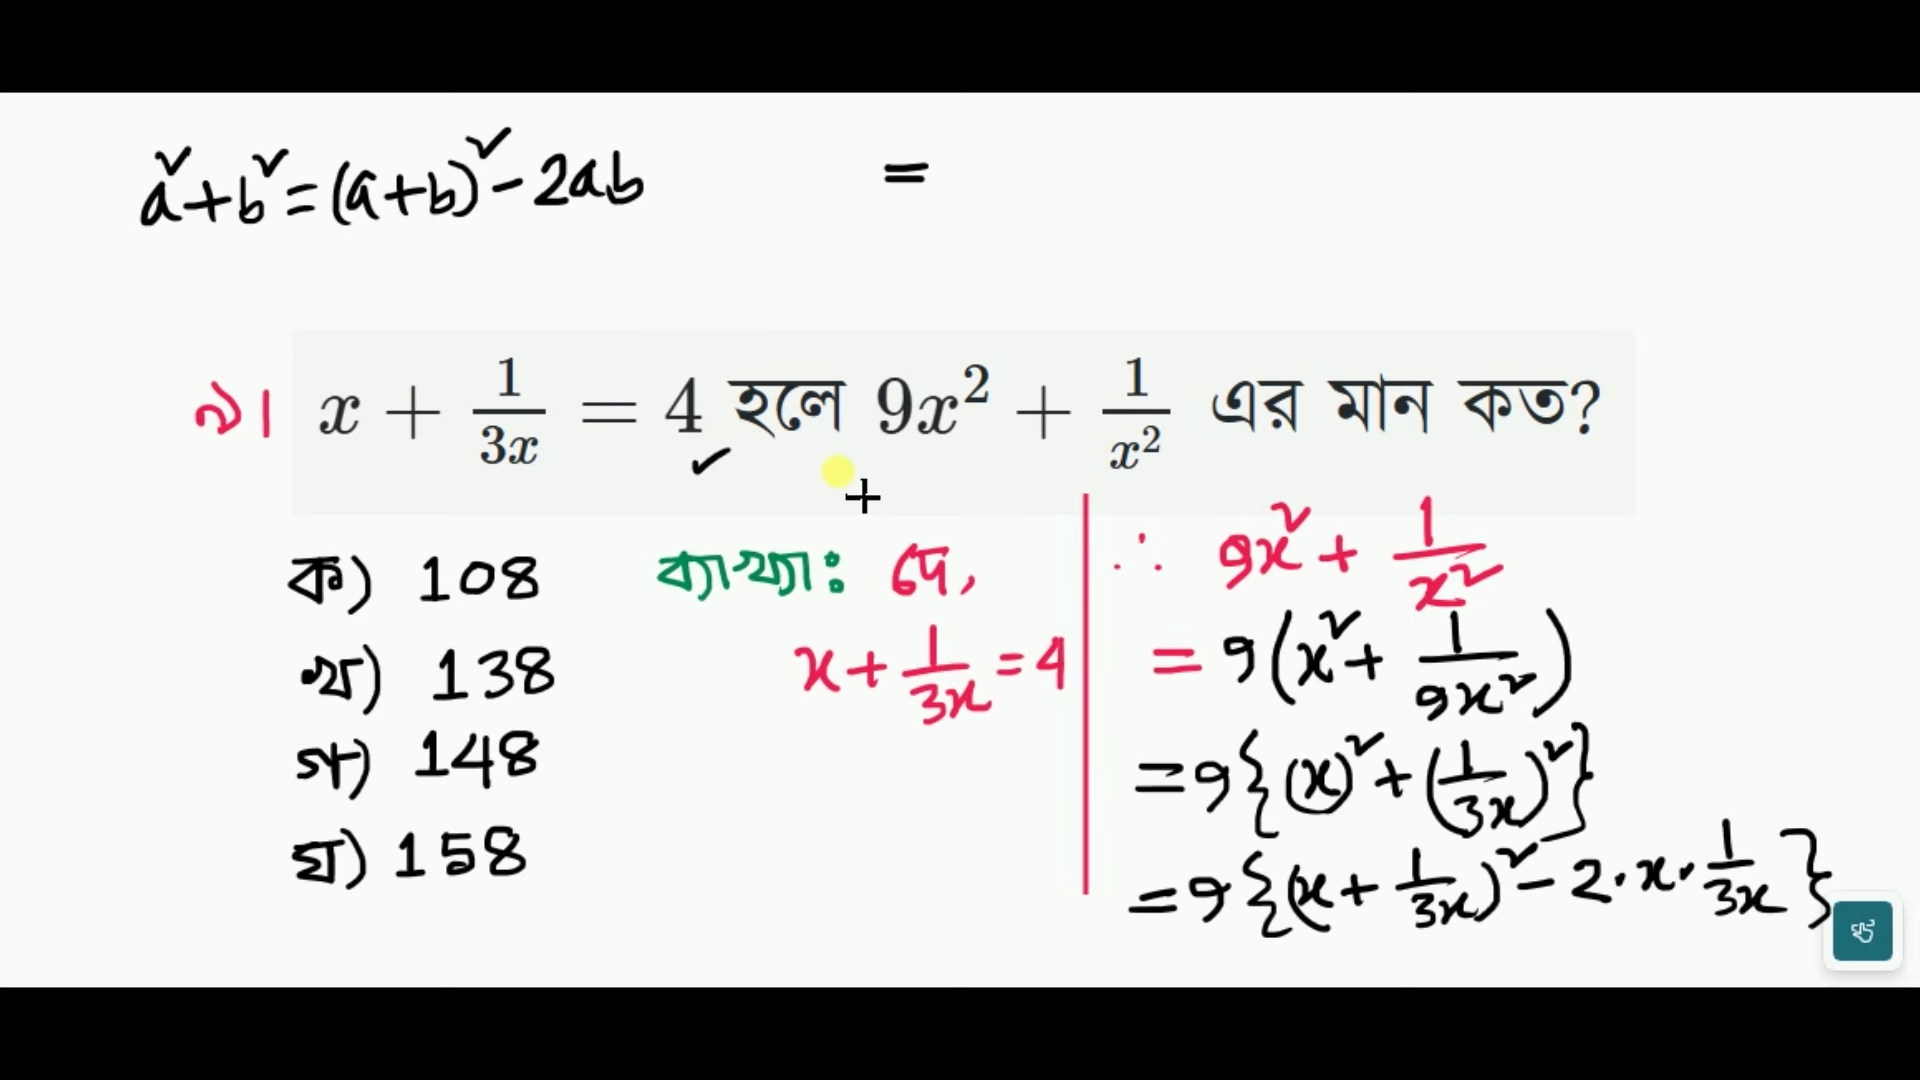 a²+b²=(a+b)²-2ab =
৯। x + 1/3x = 4 হলে 9x² + 1/x² এর মান কত?
ক) 108
খ) 138
গ) 148
ঘ) 158
ব্যাখ্যাঃ দে,
x + 1/3x = 4
∴ 9x² + 1/x²
= 9(x² + 1/9x²)
= 9{(x)² + (1/3x)²}
= 9{(x + 1/3x)² - 2·x·1/3x}